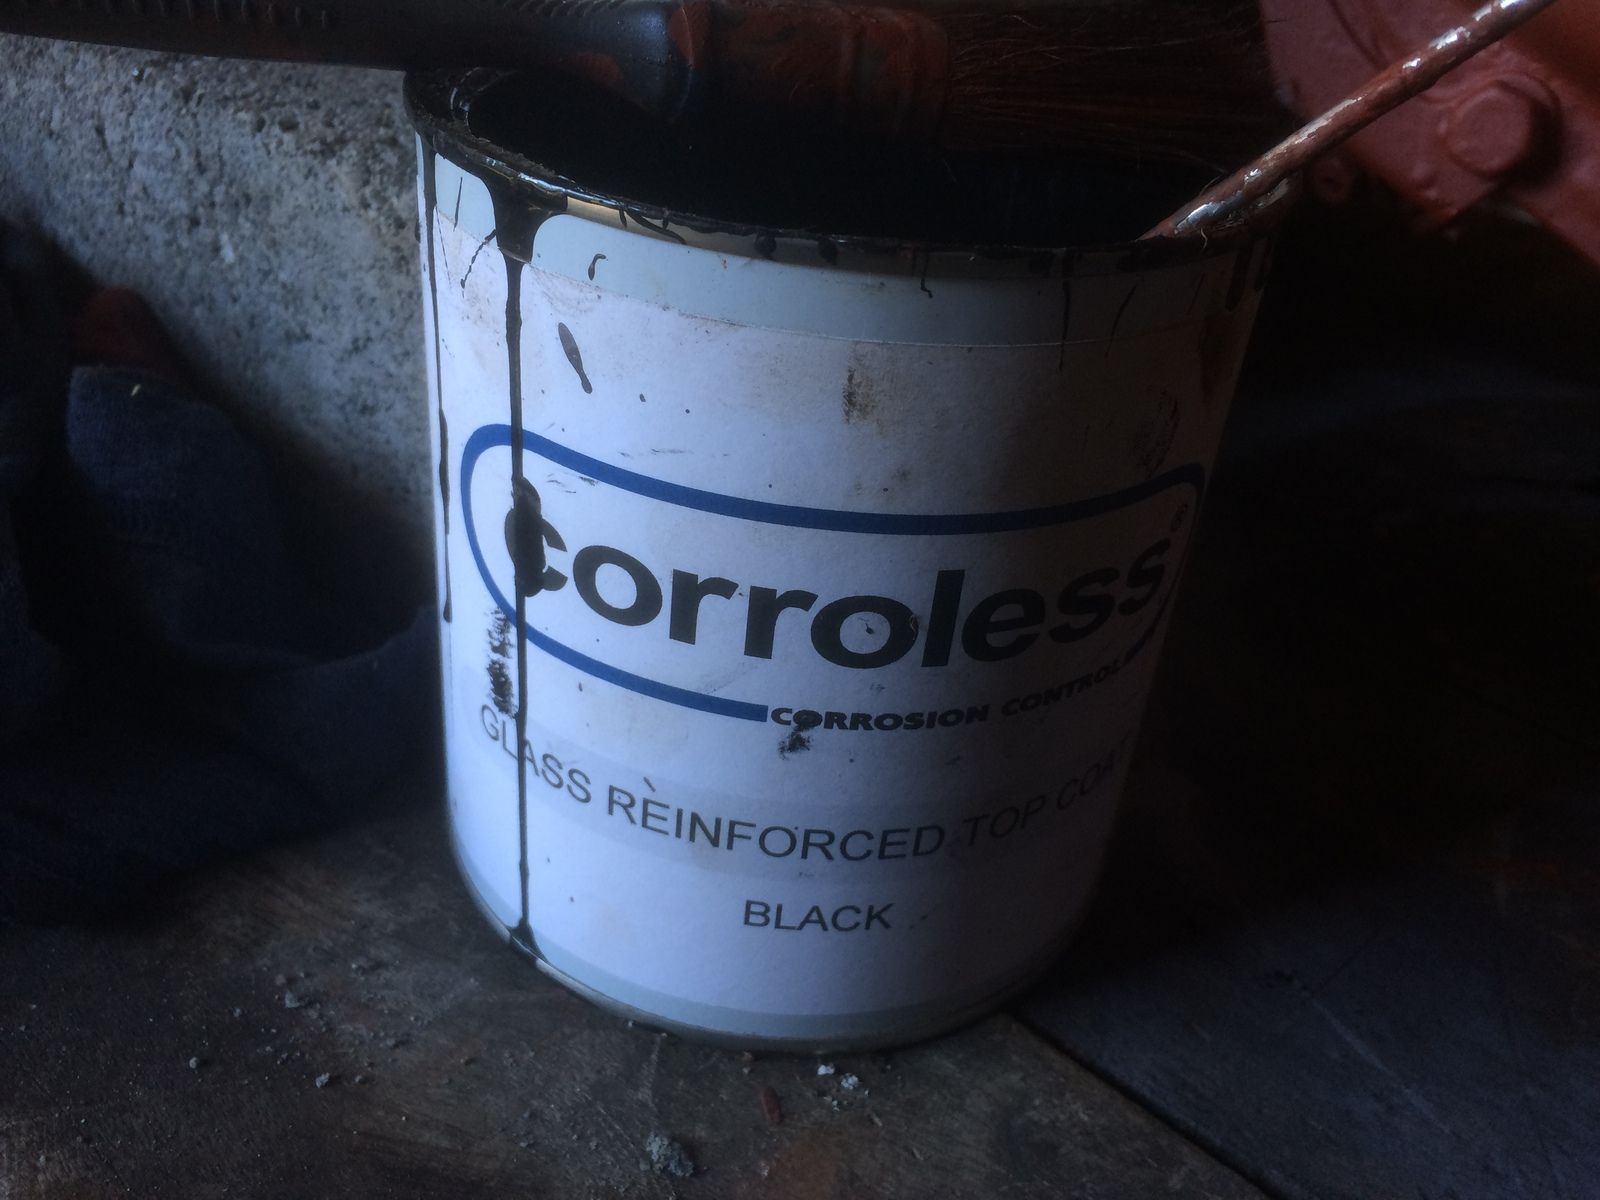 corroless®
CORROSION CONTROL
GLASS REINFORCED TOP COAT
BLACK